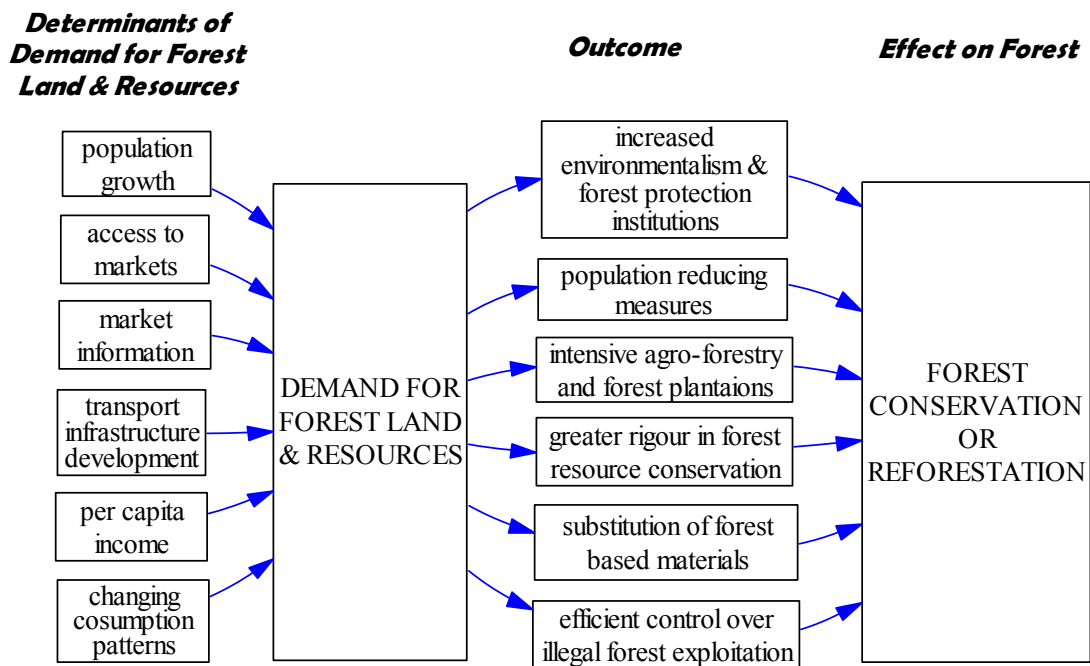 Determinants of
Demand for Forest
Land & Resources
Outcome
Effect on Forest
population
growth
access to
markets
market
information
transport
infrastructure
development
per capita
income
changing
cosumption
patterns
DEMAND FOR
FOREST LAND
& RESOURCES
increased
environmentalism &
forest protection
institutions
population reducing
measures
intensive agro-forestry
and forest plantaions
greater rigour in forest
resource conservation
substitution of forest
based materials
efficient control over
illegal forest exploitation
FOREST
CONSERVATION
OR
REFORESTATION